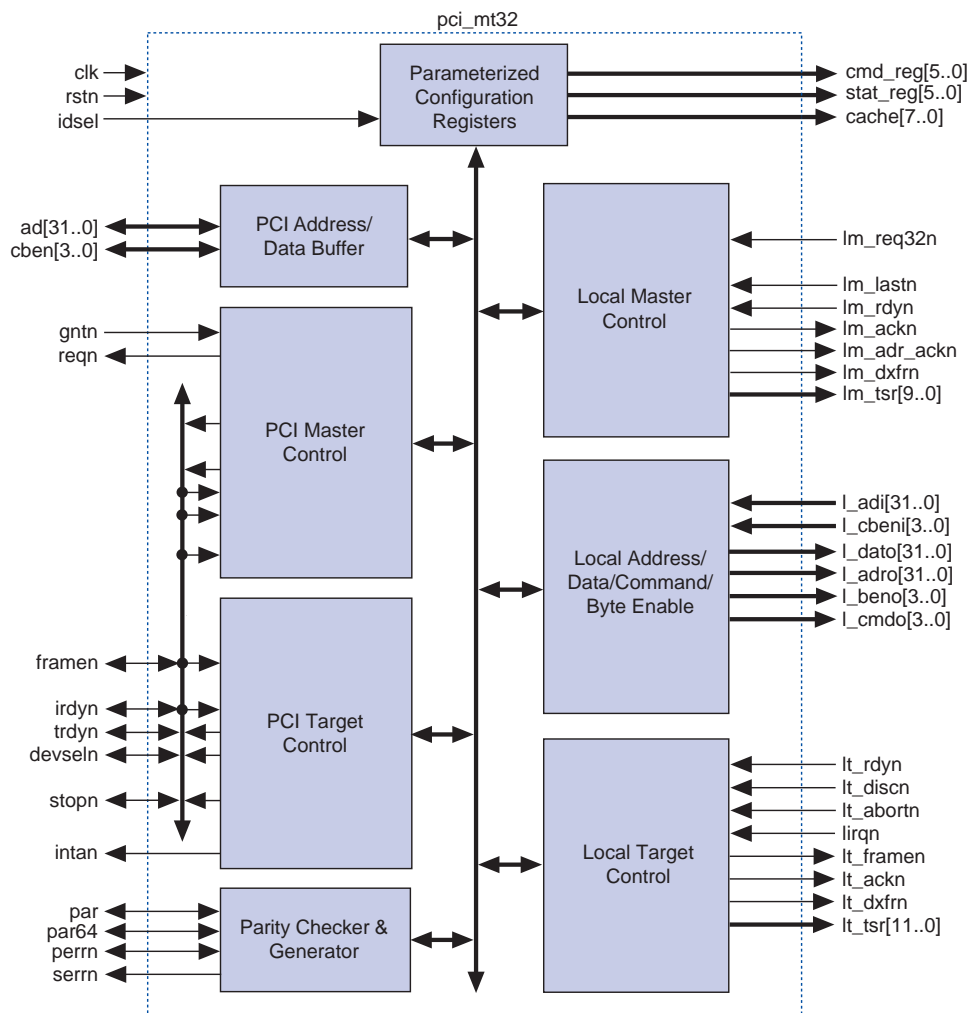 pci_mt32
clk
rstn
idsel
Parameterized
Configuration
Registers
cmd_reg[5..0]
stat_reg[5..0]
cache[7..0]
ad[31..0]
cben[3..0]
PCI Address/
Data Buffer
gntn
reqn
PCI Master
Control
framen
irdyn
trdyn
devseln
stopn
intan
PCI Target
Control
par
par64
perrn
serrn
Parity Checker &
Generator
Local Master
Control
lm_req32n
lm_lastn
lm_rdyn
lm_ackn
lm_adr_ackn
lm_dxfrn
lm_tsr[9..0]
Local Address/
Data/Command/
Byte Enable
l_adi[31..0]
l_cbeni[3..0]
l_dato[31..0]
l_adro[31..0]
l_beno[3..0]
l_cmdo[3..0]
Local Target
Control
lt_rdyn
lt_discn
lt_abortn
lirqn
lt_framen
lt_ackn
lt_dxfrn
lt_tsr[11..0]